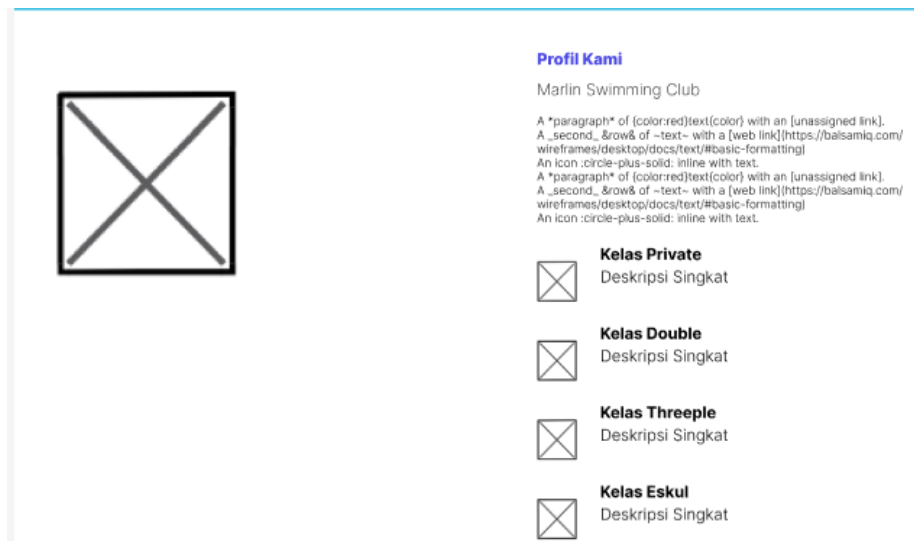 Profil Kami
Marlin Swimming Club
A *paragraph* of {color:red}text{color} with an [unassigned link].
A _second_ &row& of ~text~ with a [web link](https://balsamiq.com/
wireframes/desktop/docs/text/#basic-formatting)
An icon :circle-plus-solid: inline with text.
A *paragraph* of {color:red}text{color} with an [unassigned link].
A _second_ &row& of ~text~ with a [web link](https://balsamiq.com/
wireframes/desktop/docs/text/#basic-formatting)
An icon :circle-plus-solid: inline with text.
Kelas Private
Deskripsi Singkat
Kelas Double
Deskripsi Singkat
Kelas Threeple
Deskripsi Singkat
Kelas Eskul
Deskripsi Singkat